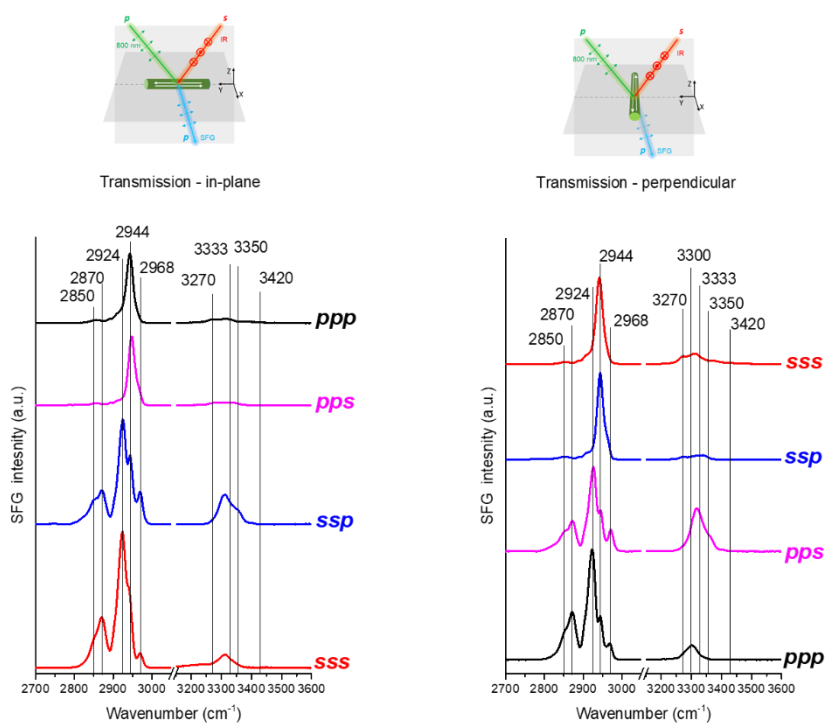 p
s
800 nm
IR
Z
Y
X
p
SFG
Transmission - in-plane
2944
2924
2870
2850
2968
3333
3350
3270
3420
ppp
pps
ssp
sss
SFG intesnity (a.u.)
2700 2800 2900 3000 3200 3300 3400 3500 3600
Wavenumber (cm-1)
p
s
800 nm
IR
Z
Y
X
p
SFG
Transmission - perpendicular
2944
2924
2870
2850
2968
3300
3333
3270
3350
3420
sss
ssp
pps
ppp
SFG intesnity (a.u.)
2700 2800 2900 3000 3200 3300 3400 3500 3600
Wavenumber (cm-1)